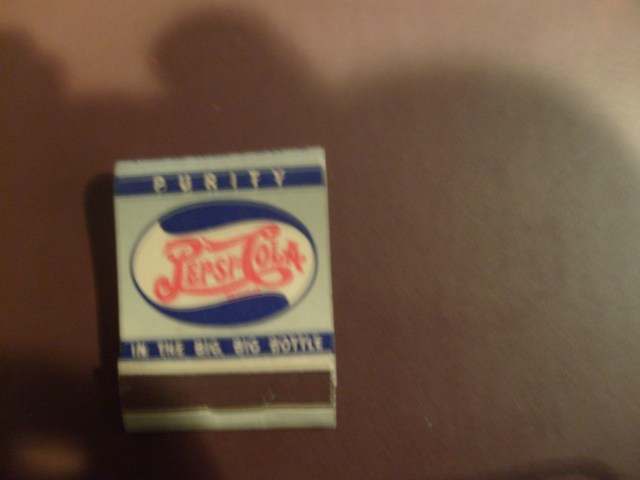 PURITY
PEPSI-COLA
IN THE BIG, BIG BOTTLE